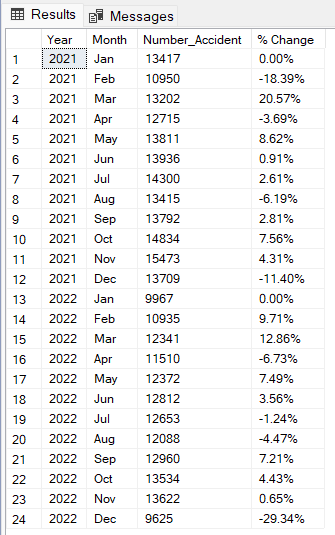 Results Messages
Year Month Number_Accident % Change
1 2021 Jan 13417 0.00%
2 2021 Feb 10950 -18.39%
3 2021 Mar 13202 20.57%
4 2021 Apr 12715 -3.69%
5 2021 May 13811 8.62%
6 2021 Jun 13936 0.91%
7 2021 Jul 14300 2.61%
8 2021 Aug 13415 -6.19%
9 2021 Sep 13792 2.81%
10 2021 Oct 14834 7.56%
11 2021 Nov 15473 4.31%
12 2021 Dec 13709 -11.40%
13 2022 Jan 9967 0.00%
14 2022 Feb 10935 9.71%
15 2022 Mar 12341 12.86%
16 2022 Apr 11510 -6.73%
17 2022 May 12372 7.49%
18 2022 Jun 12812 3.56%
19 2022 Jul 12653 -1.24%
20 2022 Aug 12088 -4.47%
21 2022 Sep 12960 7.21%
22 2022 Oct 13534 4.43%
23 2022 Nov 13622 0.65%
24 2022 Dec 9625 -29.34%